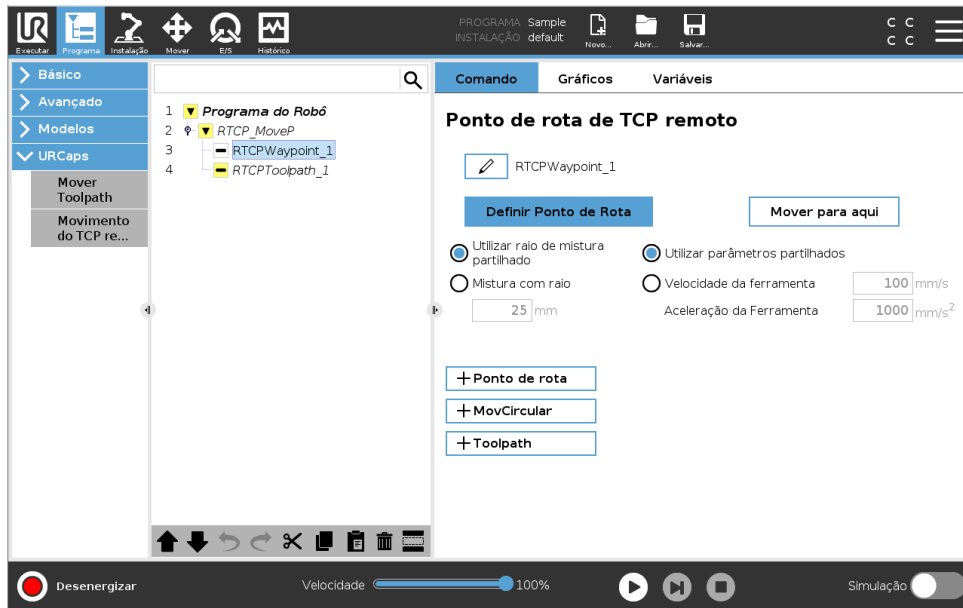 PROGRAMA Sample
INSTALAÇÃO default
UR
Executar
Programa
Instalação
Mover
E/S
Histórico
Novo...
Abrir...
Salvar...
C C
C C
Básico
Avançado
Modelos
URCaps
Mover
Toolpath
Movimento
do TCP re...
1 Programa do Robô
2 RTCP_MoveP
3 RTCPWaypoint_1
4 RTCPToolpath_1
Comando Gráficos Variáveis
Ponto de rota de TCP remoto
RTCPWaypoint_1
Definir Ponto de Rota Mover para aqui
Utilizar raio de mistura
partilhado
Utilizar parâmetros partilhados
Mistura com raio
Velocidade da ferramenta 100 mm/s
25 mm
Aceleração da Ferramenta 1000 mm/s²
Ponto de rota
MovCircular
Toolpath
Desenergizar
Velocidade 100%
Simulação